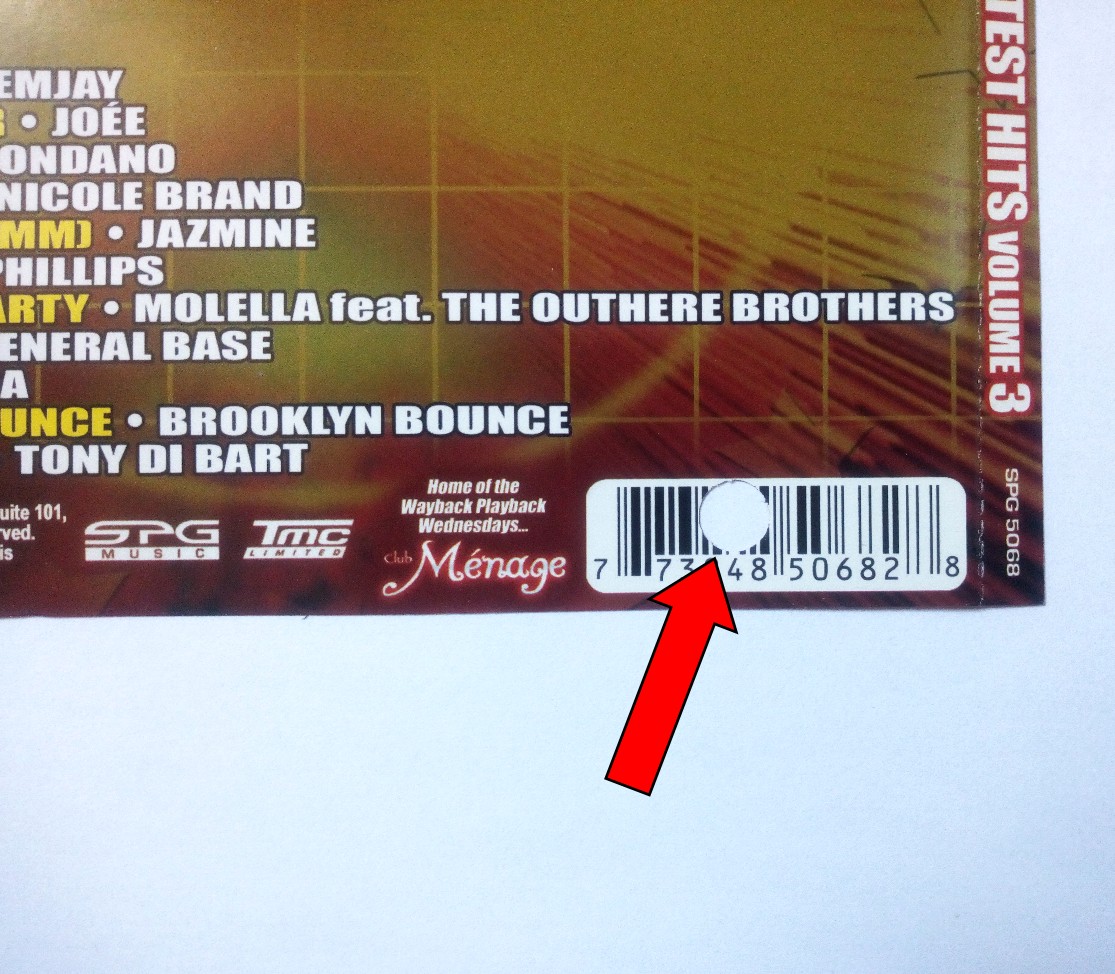 EMJAY
• JOÉE
ONDANO
NICOLE BRAND
MM) • JAZMINE
PHILLIPS
ARTY • MOLELLA feat. THE OUTHERE BROTHERS
ENERAL BASE
A
UNCE • BROOKLYN BOUNCE
TONY DI BART
uite 101,
rved.
is
SPG
MUSIC
TMC
LIMITED
Home of the
Wayback Playback
Wednesdays...
Club Ménage
7 73 48 50682 8
TEST HITS VOLUME 3
SPG 5068